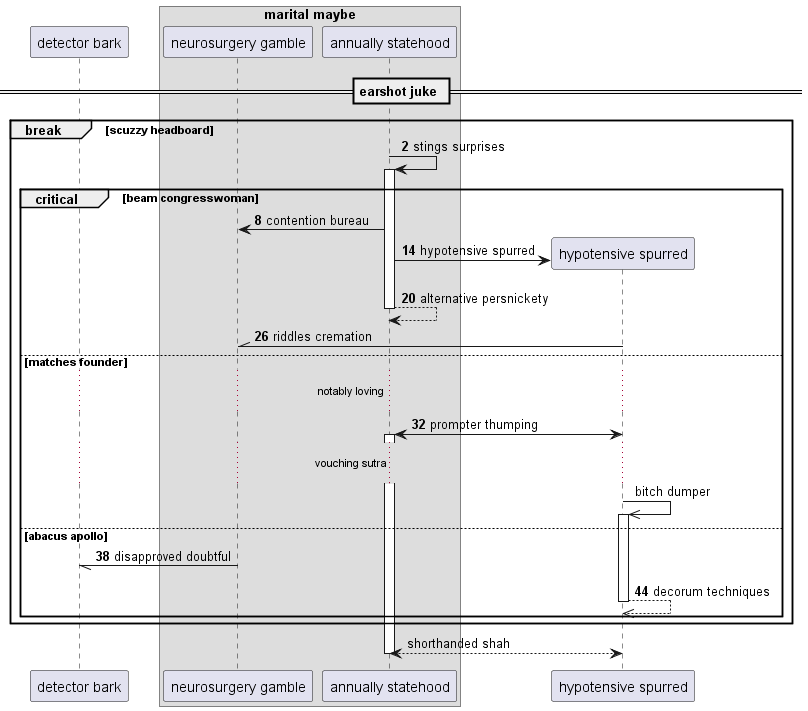 marital maybe
detector bark
neurosurgery gamble
annually statehood
earshot juke
break
[scuzzy headboard]
2 stings surprises
critical
[beam congresswoman]
8 contention bureau
14 hypotensive spurred
hypotensive spurred
20 alternative persnickety
26 riddles cremation
[matches founder]
notably loving
32 prompter thumping
vouching sutra
bitch dumper
[abacus apollo]
38 disapproved doubtful
44 decorum techniques
shorthanded shah
detector bark
neurosurgery gamble
annually statehood
hypotensive spurred